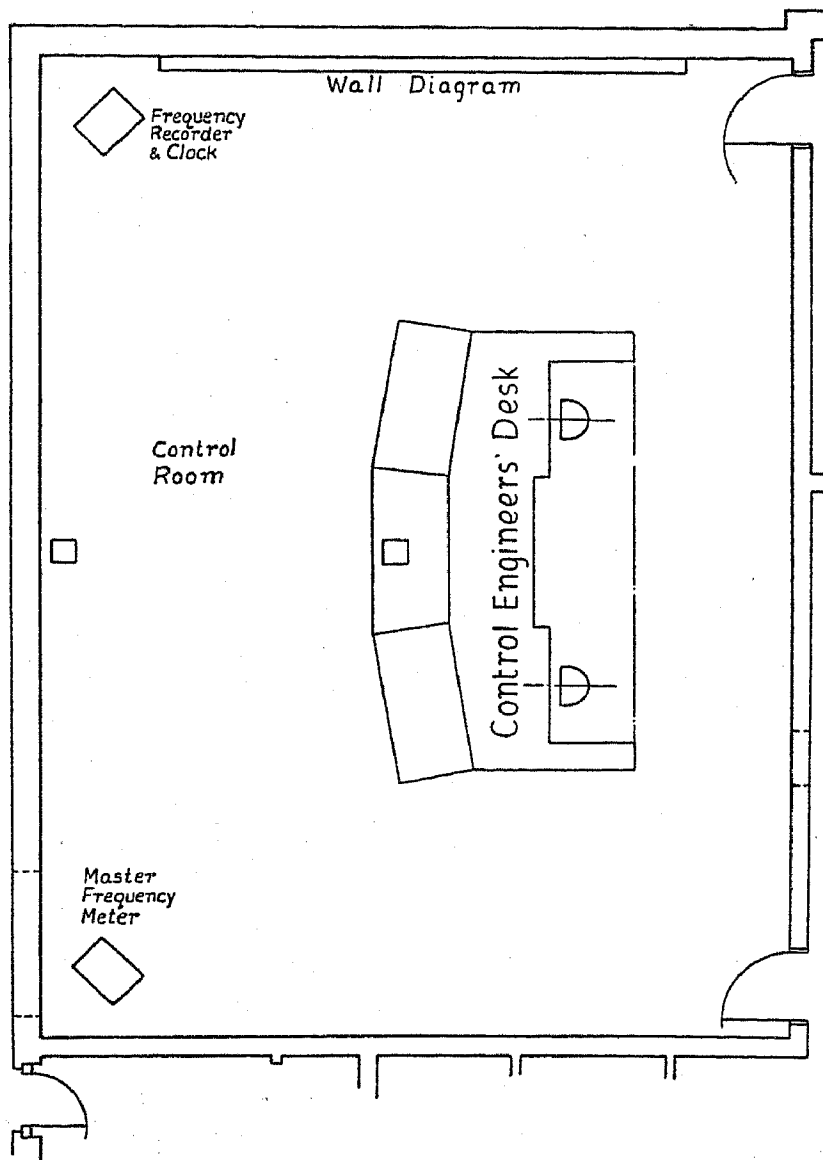 Wall Diagram
Frequency
Recorder
& Clock
Control
Room
Control Engineers' Desk
Master
Frequency
Meter